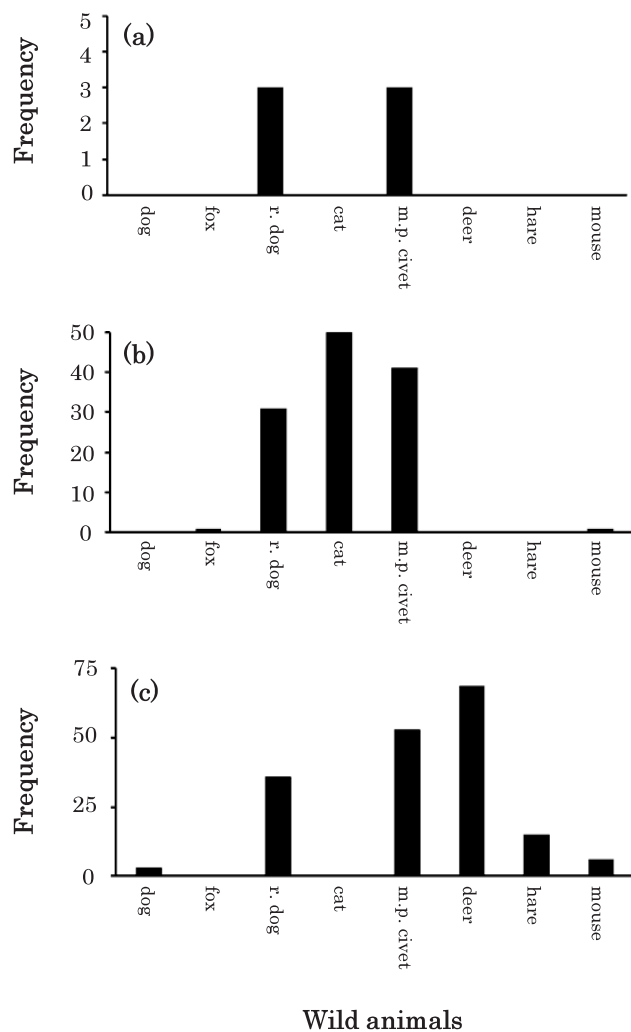 (a)
Frequency
5
4
3
2
1
0
dog
fox
r. dog
cat
m.p. civet
deer
hare
mouse
(b)
Frequency
50
40
30
20
10
0
dog
fox
r. dog
cat
m.p. civet
deer
hare
mouse
(c)
Frequency
75
50
25
0
dog
fox
r. dog
cat
m.p. civet
deer
hare
mouse
Wild animals